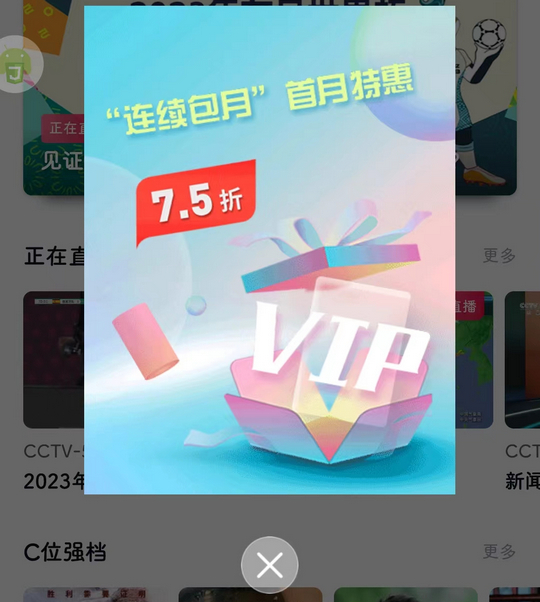 “连续包月”首月特惠
7.5折
VIP
正在直
见证
正在直
更多
直播
CCTV-5
CCT
2023年
新闻
C位强档
更多